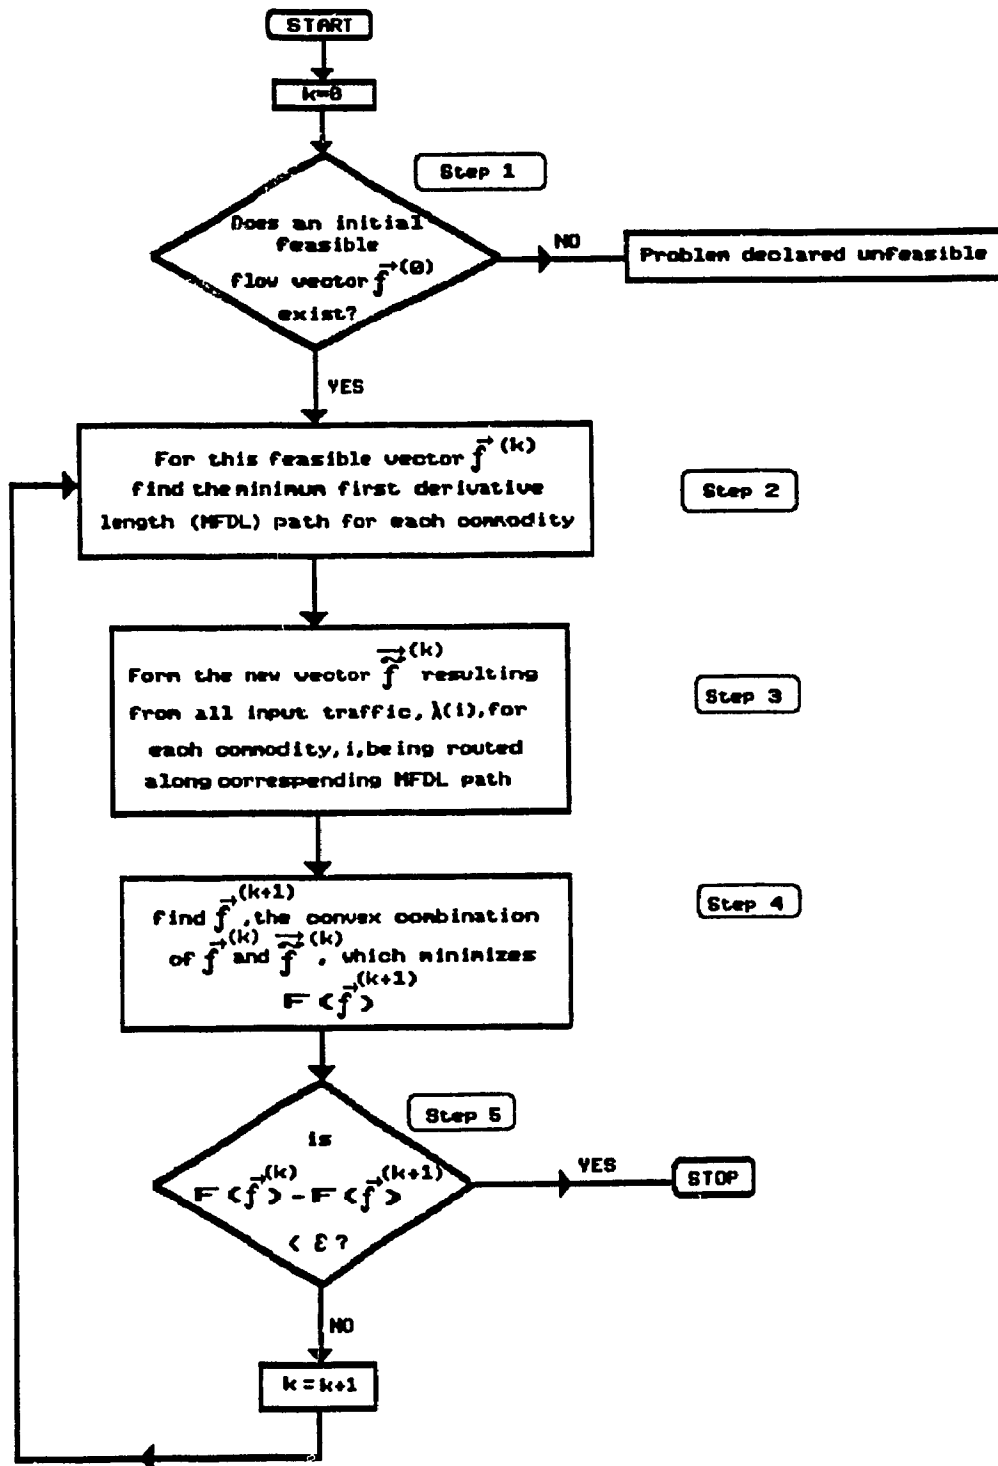 START
k=0
Step 1
Does an initial
feasible
flow vector f⃗^(0)
exist?
NO
Problem declared unfeasible
YES
For this feasible vector f⃗^(k)
find the minimum first derivative
length (MFDL) path for each commodity
Step 2
Form the new vector f̃⃗^(k) resulting
from all input traffic, λ(i), for
each commodity, i, being routed
along corresponding MFDL path
Step 3
find f⃗^(k+1), the convex combination
of f⃗^(k) and f̃⃗^(k), which minimizes
F<f⃗^(k+1)>
Step 4
Step 5
is
F<f⃗^(k)> - F<f⃗^(k+1)>
< ε?
YES
STOP
NO
k=k+1